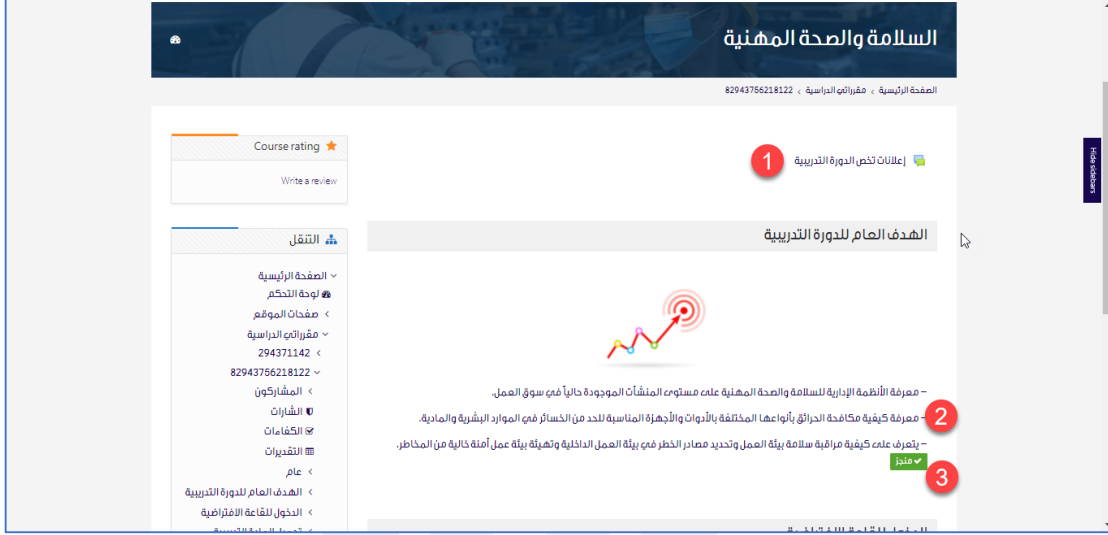 السلامة والصحة المهنية
الصفحة الرئيسية › مقرراتي الدراسية › 82943756218122
Hide sidebars
إعلانات تخص الدورة التدريبية
1
الهدف العام للدورة التدريبية
– معرفة الأنظمة الإدارية للسلامة والصحة المهنية على مستوى المنشأت الموجودة حالياً في سوق العمل.
– معرفة كيفية مكافحة الحرائق بأنواعها المختلفة بالأدوات والأجهزة المناسبة للحد من الخسائر في الموارد البشرية والمادية.
2
– يتعرف على كيفية مراقبة سلامة بيئة العمل وتحديد مصادر الخطر في بيئة العمل الداخلية وتهيئة بيئة عمل أمنة خالية من المخاطر.
منجز
3
الدخول للقاعة الافتراضية
Course rating
Write a review
التنقل
الصفحة الرئيسية
لوحة التحكم
صفحات الموقع
مقرراتي الدراسية
294371142
82943756218122
المشاركون
الشارات
الكفاءات
التقديرات
عام
الهدف العام للدورة التدريبية
الدخول للقاعة الافتراضية